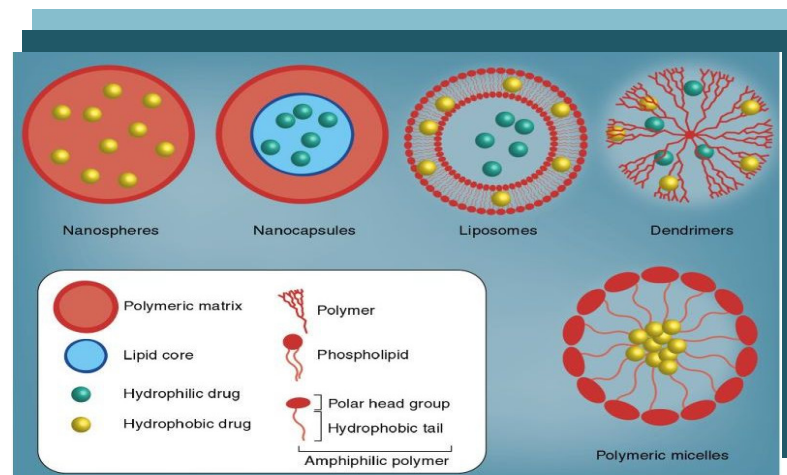 Nanospheres
Nanocapsules
Liposomes
Dendrimers
Polymeric matrix
Lipid core
Hydrophilic drug
Hydrophobic drug
Polymer
Phospholipid
Polar head group
Hydrophobic tail
Amphiphilic polymer
Polymeric micelles